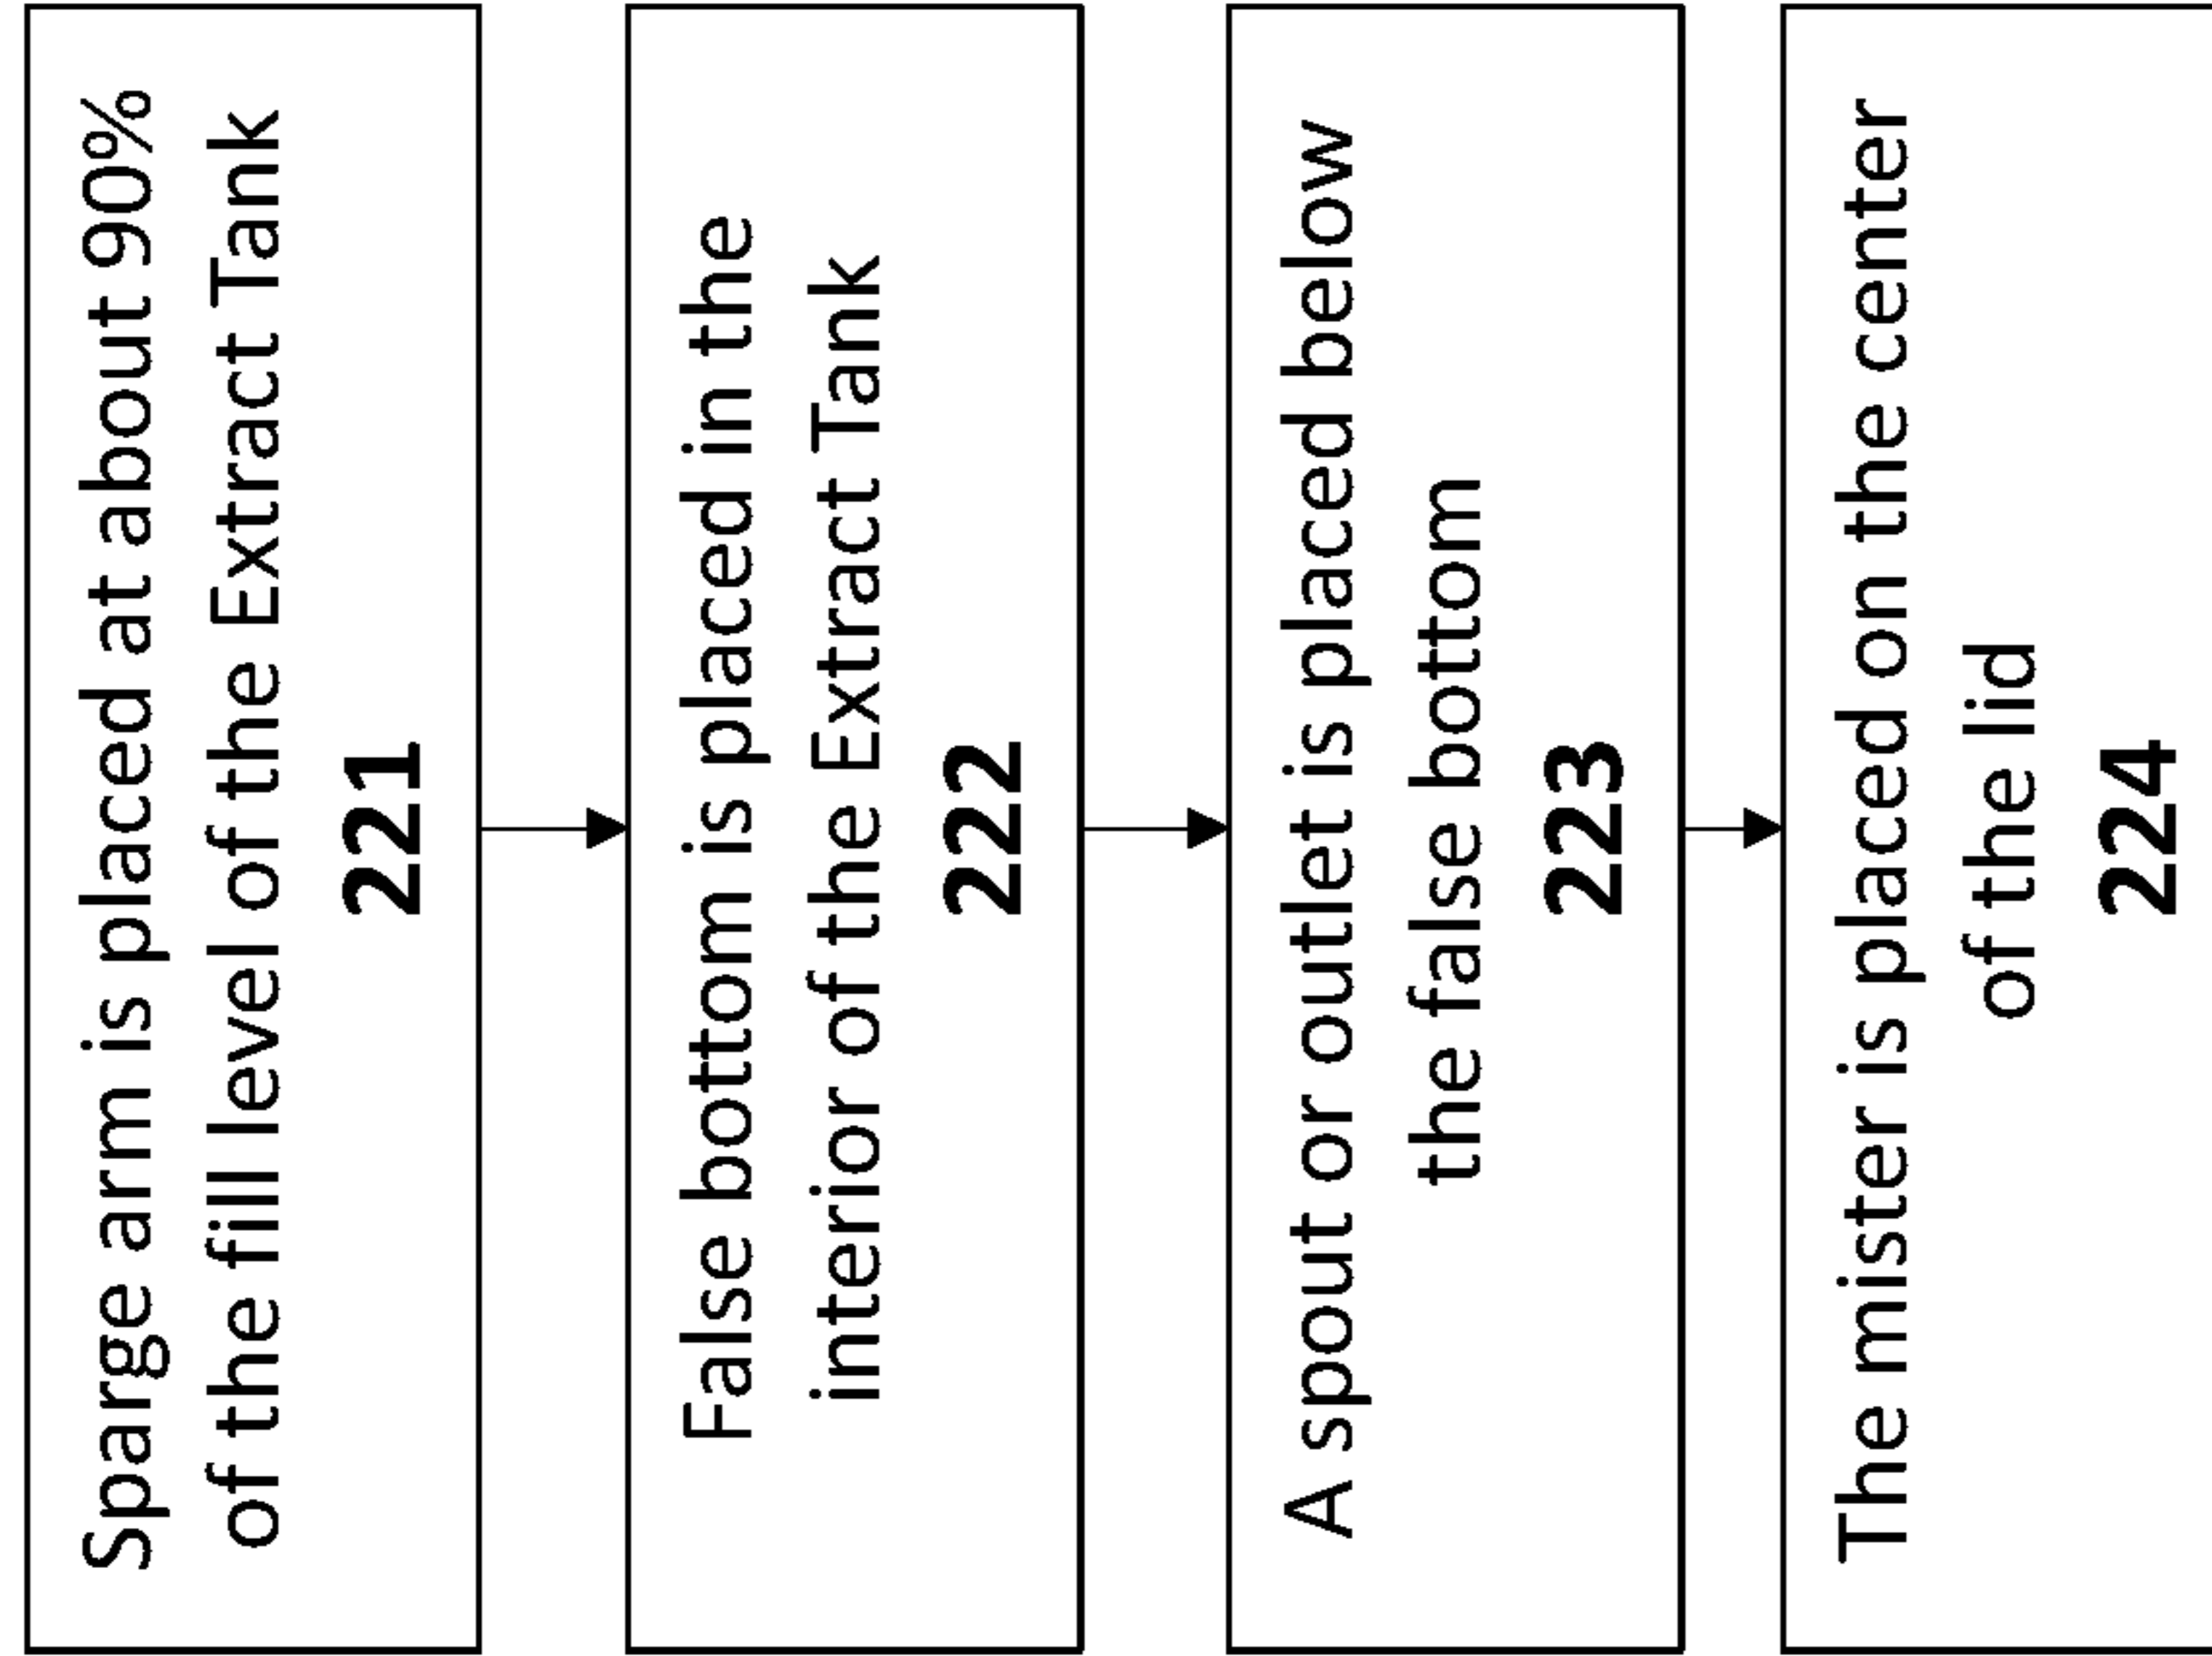 Sparge arm is placed at about 90%
of the fill level of the Extract Tank
221
False bottom is placed in the
interior of the Extract Tank
222
A spout or outlet is placed below
the false bottom
223
The mister is placed on the center
of the lid
224